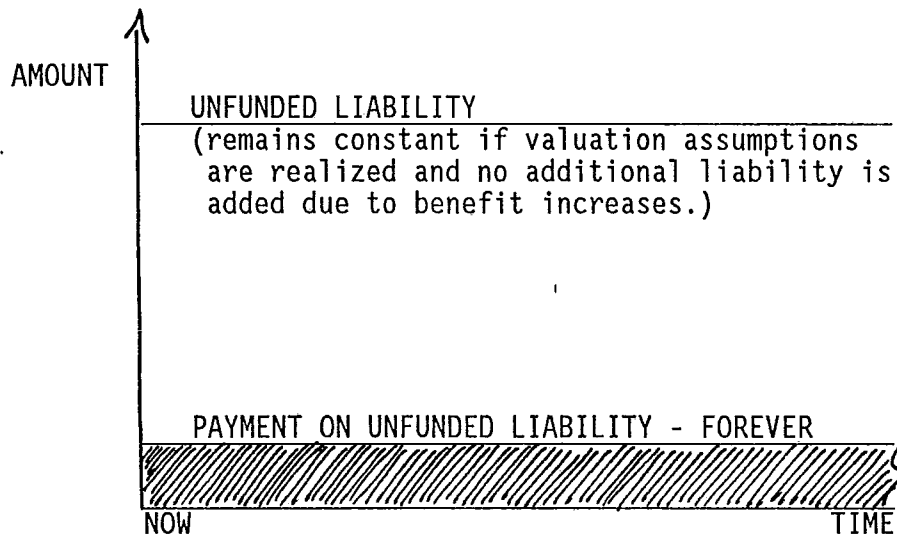 AMOUNT
UNFUNDED LIABILITY
(remains constant if valuation assumptions
are realized and no additional liability is
added due to benefit increases.)
PAYMENT ON UNFUNDED LIABILITY - FOREVER
NOW
TIME